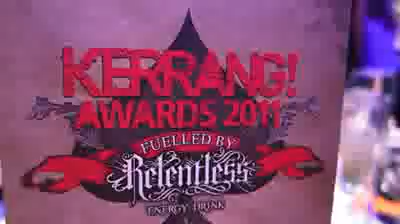 KERRANG!
AWARDS 2011
FUELLED BY
Relentless
ENERGY DRINK